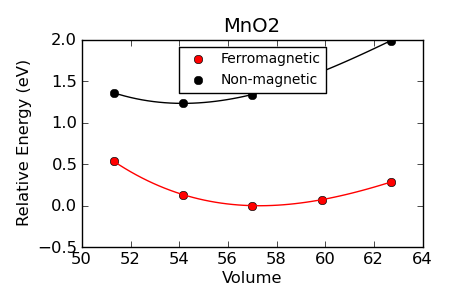 MnO2
Relative Energy (eV)
2.0
1.5
1.0
0.5
0.0
−0.5
Ferromagnetic
Non-magnetic
50 52 54 56 58 60 62 64
Volume